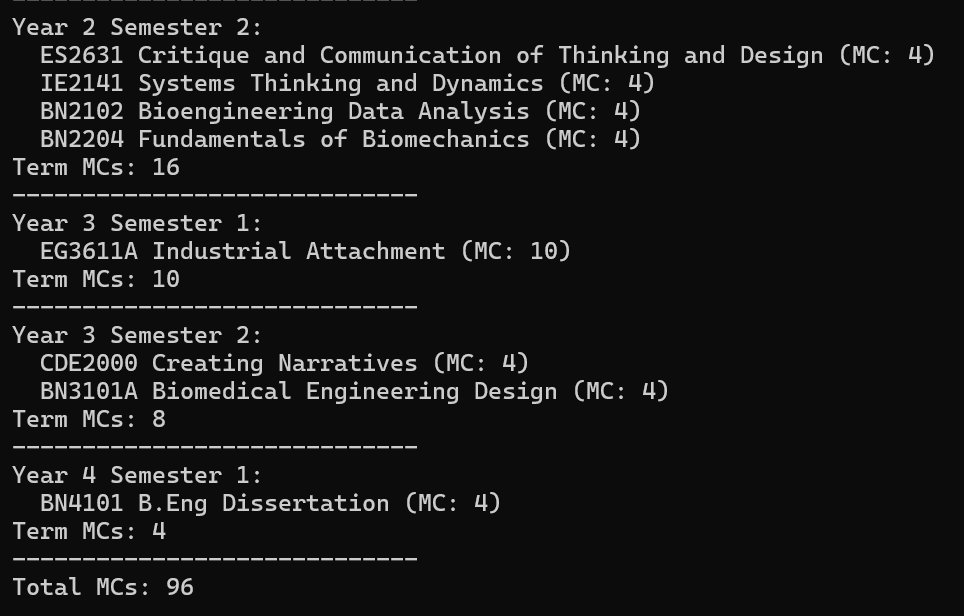 -----------------------------
Year 2 Semester 2:
  ES2631 Critique and Communication of Thinking and Design (MC: 4)
  IE2141 Systems Thinking and Dynamics (MC: 4)
  BN2102 Bioengineering Data Analysis (MC: 4)
  BN2204 Fundamentals of Biomechanics (MC: 4)
Term MCs: 16
-----------------------------
Year 3 Semester 1:
  EG3611A Industrial Attachment (MC: 10)
Term MCs: 10
-----------------------------
Year 3 Semester 2:
  CDE2000 Creating Narratives (MC: 4)
  BN3101A Biomedical Engineering Design (MC: 4)
Term MCs: 8
-----------------------------
Year 4 Semester 1:
  BN4101 B.Eng Dissertation (MC: 4)
Term MCs: 4
-----------------------------
Total MCs: 96